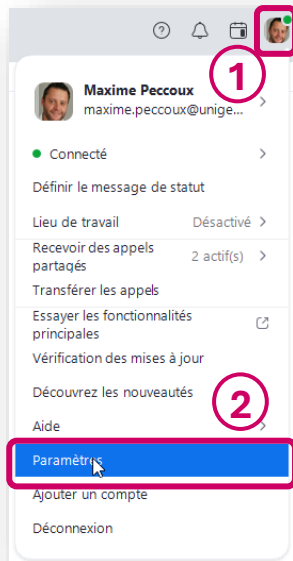 1
Maxime Peccoux
maxime.peccoux@unige...
Connecté
Définir le message de statut
Lieu de travail Désactivé
Recevoir des appels
partagés 2 actif(s)
Transférer les appels
Essayer les fonctionnalités
principales
Vérification des mises à jour
Découvrez les nouveautés
2
Aide
Paramètres
Ajouter un compte
Déconnexion